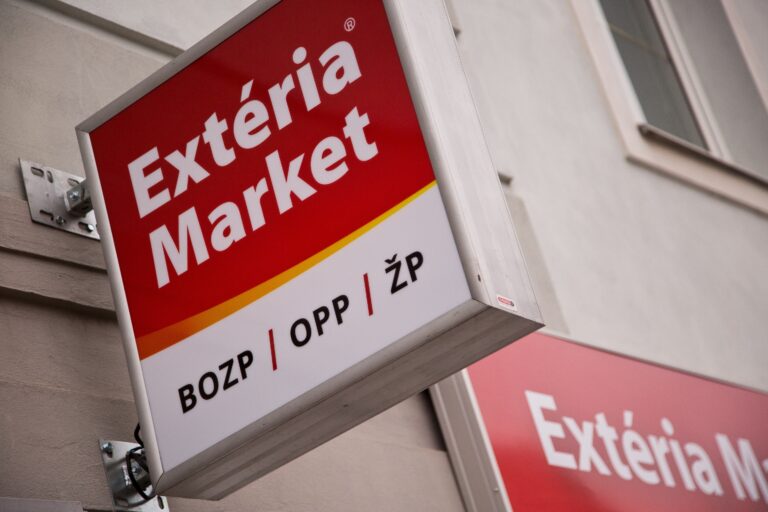 Extéria®
Market
BOZP / OPP / ŽP
Extéria